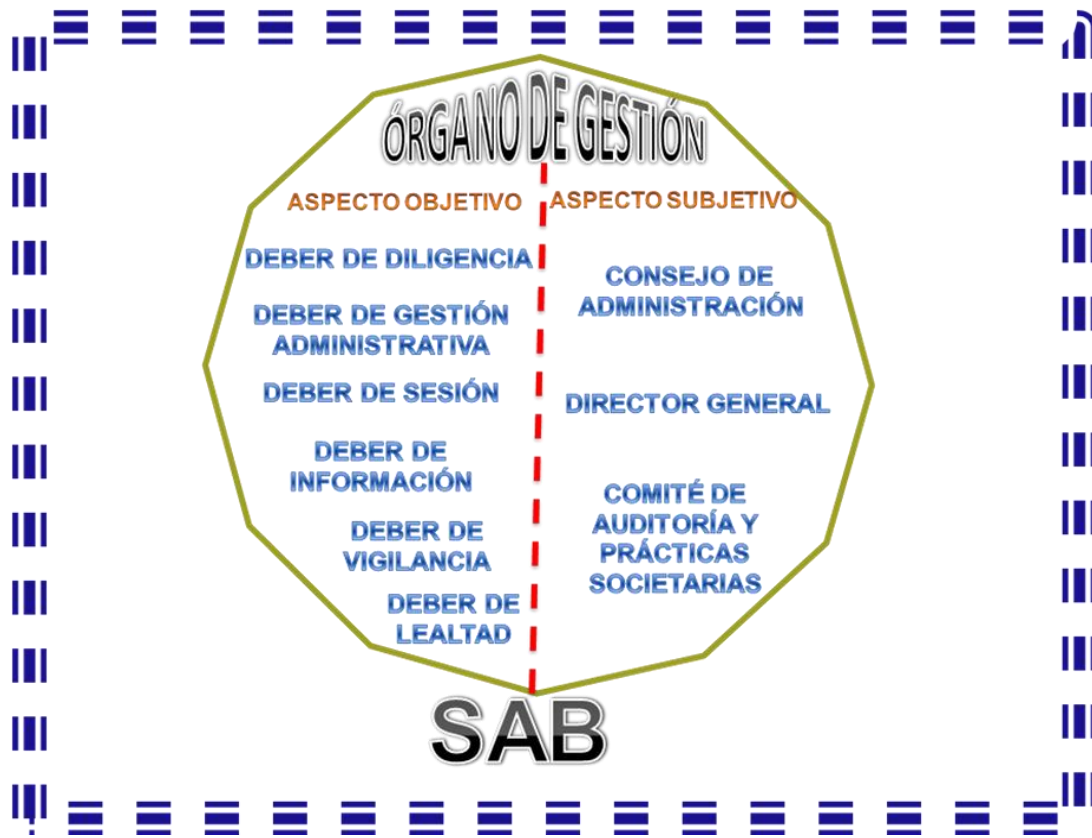 ÓRGANO DE GESTIÓN
ASPECTO OBJETIVO
DEBER DE DILIGENCIA
DEBER DE GESTIÓN
ADMINISTRATIVA
DEBER DE SESIÓN
DEBER DE
INFORMACIÓN
DEBER DE
VIGILANCIA
DEBER DE
LEALTAD
ASPECTO SUBJETIVO
CONSEJO DE
ADMINISTRACIÓN
DIRECTOR GENERAL
COMITÉ DE
AUDITORÍA Y
PRÁCTICAS
SOCIETARIAS
SAB